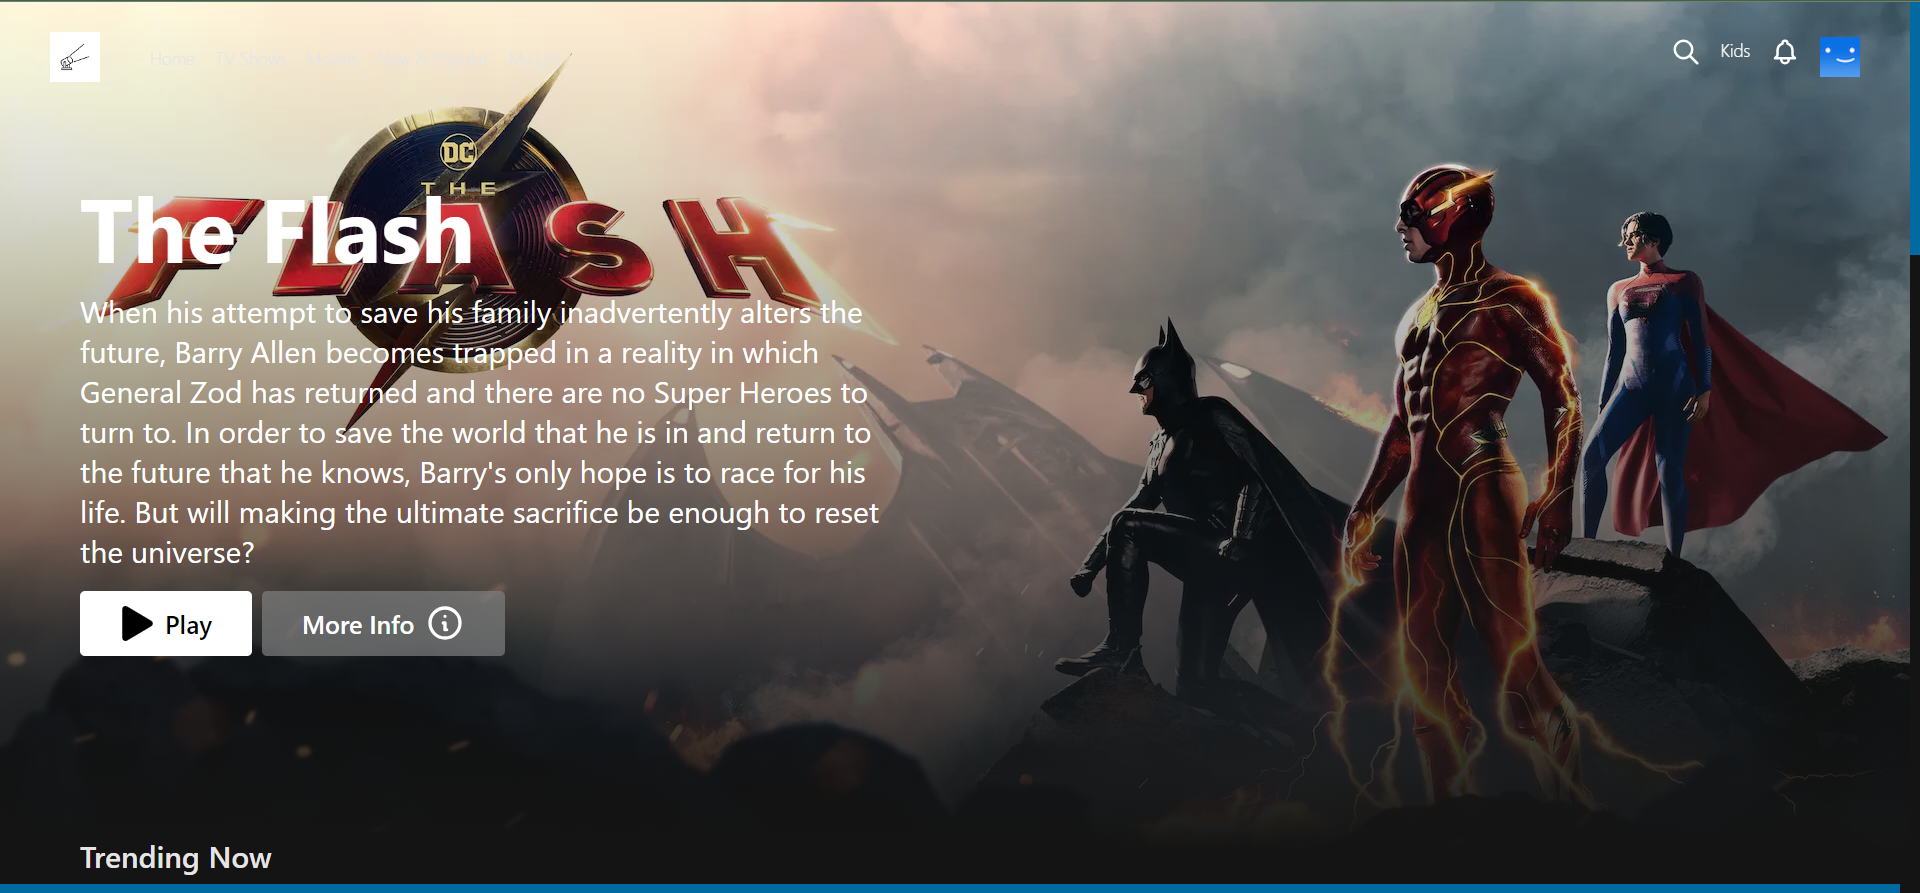 Home TV Shows Movies New & Popular My List
Kids
DC
THE
FLASH
The Flash
When his attempt to save his family inadvertently alters the
future, Barry Allen becomes trapped in a reality in which
General Zod has returned and there are no Super Heroes to
turn to. In order to save the world that he is in and return to
the future that he knows, Barry's only hope is to race for his
life. But will making the ultimate sacrifice be enough to reset
the universe?
Play
More Info
Trending Now